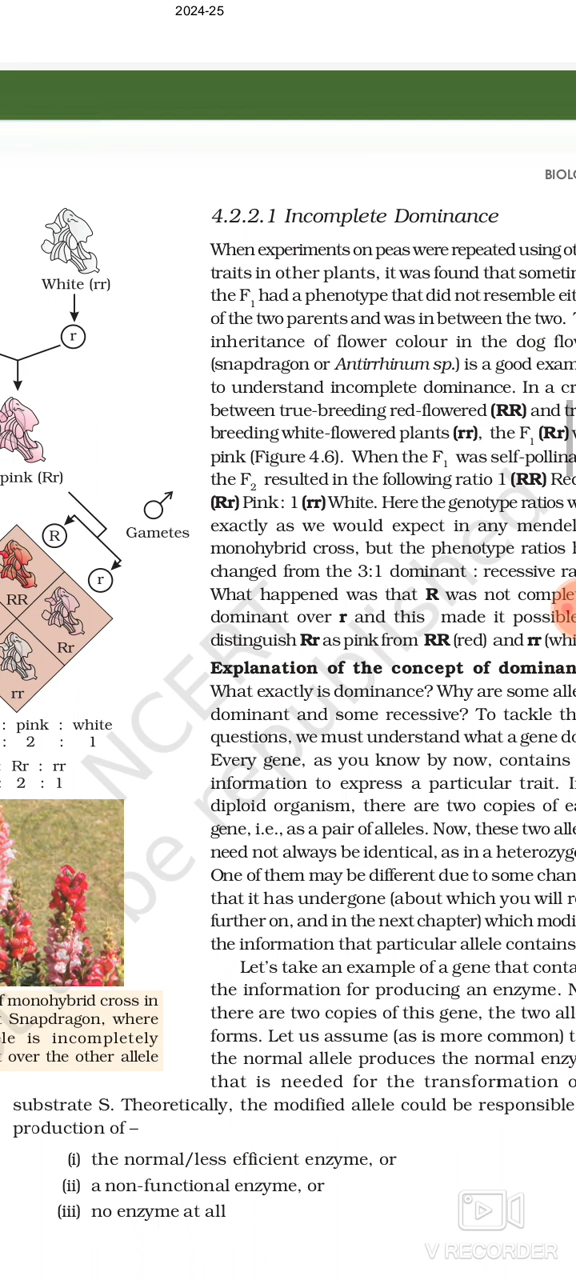 2024-25
BIOLO
4.2.2.1 Incomplete Dominance
When experiments on peas were repeated using ot
traits in other plants, it was found that sometin
the F1 had a phenotype that did not resemble eit
of the two parents and was in between the two. T
inheritance of flower colour in the dog flow
(snapdragon or Antirrhinum sp.) is a good exam
to understand incomplete dominance. In a cr
between true-breeding red-flowered (RR) and tr
breeding white-flowered plants (rr), the F1 (Rr) w
pink (Figure 4.6). When the F1 was self-pollina
the F2 resulted in the following ratio 1 (RR) Red
(Rr) Pink: 1 (rr) White. Here the genotype ratios w
exactly as we would expect in any mendel
monohybrid cross, but the phenotype ratios h
changed from the 3:1 dominant : recessive ra
What happened was that R was not comple
dominant over r and this made it possible
distinguish Rr as pink from RR (red) and rr (whi
Explanation of the concept of dominan
What exactly is dominance? Why are some alle
dominant and some recessive? To tackle th
questions, we must understand what a gene do
Every gene, as you know by now, contains
information to express a particular trait. I
diploid organism, there are two copies of ea
gene, i.e., as a pair of alleles. Now, these two alle
need not always be identical, as in a heterozyg
One of them may be different due to some chan
that it has undergone (about which you will re
further on, and in the next chapter) which modi
the information that particular allele contains
Let's take an example of a gene that conta
the information for producing an enzyme. N
there are two copies of this gene, the two all
forms. Let us assume (as is more common) t
the normal allele produces the normal enzy
that is needed for the transformation o
substrate S. Theoretically, the modified allele could be responsible
production of –
(i) the normal/less efficient enzyme, or
(ii) a non-functional enzyme, or
(iii) no enzyme at all
White (rr)
r
pink (Rr)
R
Gametes
r
RR
Rr
rr
: pink : white
: 2 : 1
: Rr : rr
: 2 : 1
f monohybrid cross in
t Snapdragon, where
le is incompletely
t over the other allele
NCERT
be republished
V RECORDER